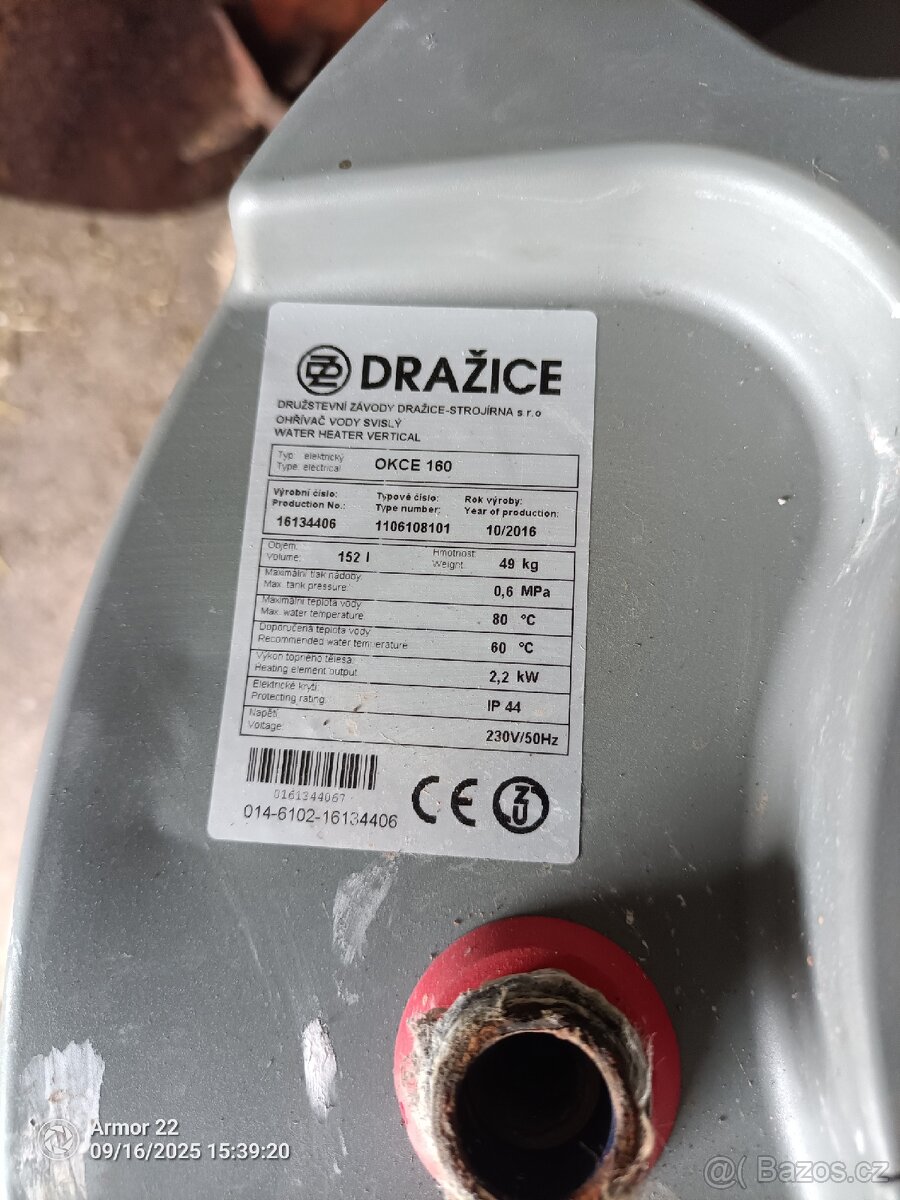 DRAŽICE
DRUŽSTEVNÍ ZÁVODY DRAŽICE-STROJÍRNA s.r.o
OHŘÍVAČ VODY SVISLÝ
WATER HEATER VERTICAL
Typ elektrický
Type electrical
OKCE 160
Výrobní číslo:
Production No.:
16134406
Typové číslo:
Type number:
1106108101
Rok výroby:
Year of production:
10/2016
Objem:
Volume:
152 l
Hmotnost:
Weight:
49 kg
Maximální tlak nádoby
Max. tank pressure:
0,6 MPa
Maximální teplota vody
Max. water temperature
80 °C
Doporučená teplota vody
Recommended water temperature
60 °C
Výkon topného tělesa:
Heating element output
2,2 kW
Elektrické krytí:
Protecting rating:
IP 44
Napětí
Voltage:
230V/50Hz
0161344067
014-6102-16134406
CE
Armor 22
09/16/2025 15:39:20
@( Bazos.cz